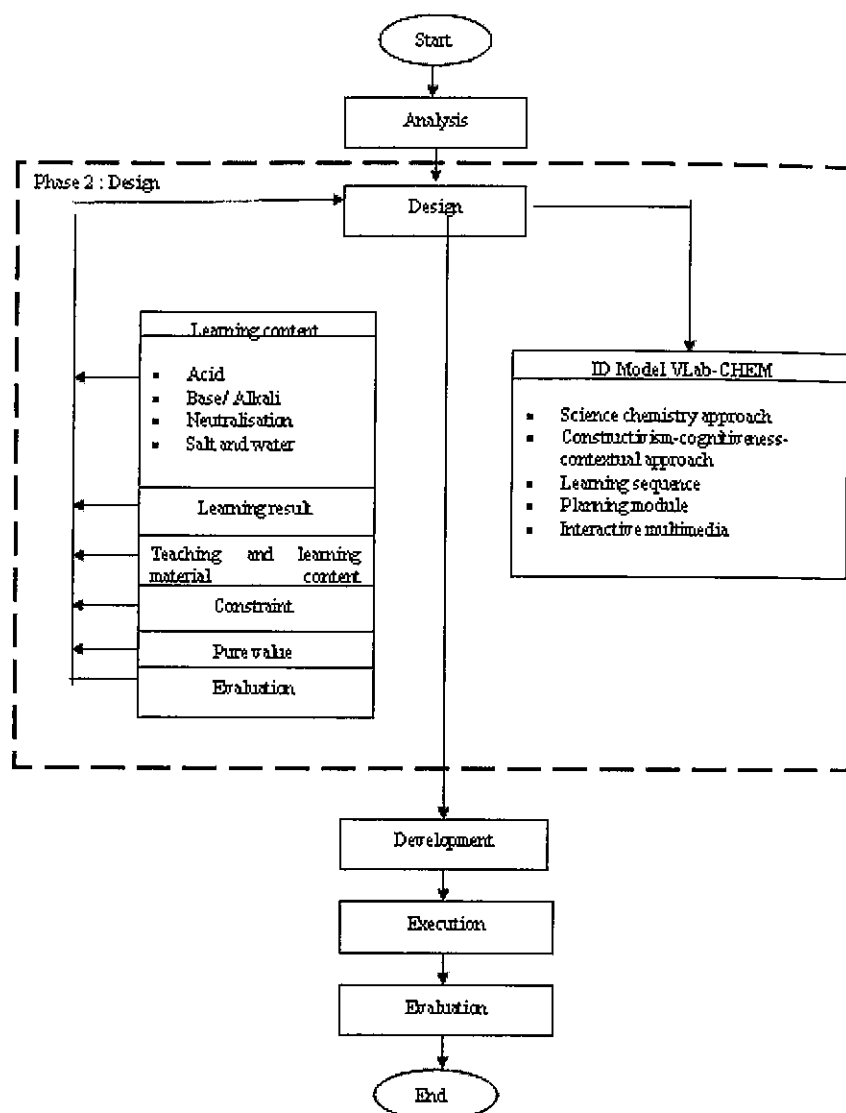 Start
Analysis
Phase 2 : Design
Design
Learning content
▪ Acid
▪ Base/ Alkali
▪ Neutralisation
▪ Salt and water
Learning result
Teaching and learning
material content
Constraint
Pure value
Evaluation
ID Model VLab-CHEM
▪ Science chemistry approach
▪ Constructivism-cognitiveness-
contextual approach
▪ Learning sequence
▪ Planning module
▪ Interactive multimedia
Development
Execution
Evaluation
End